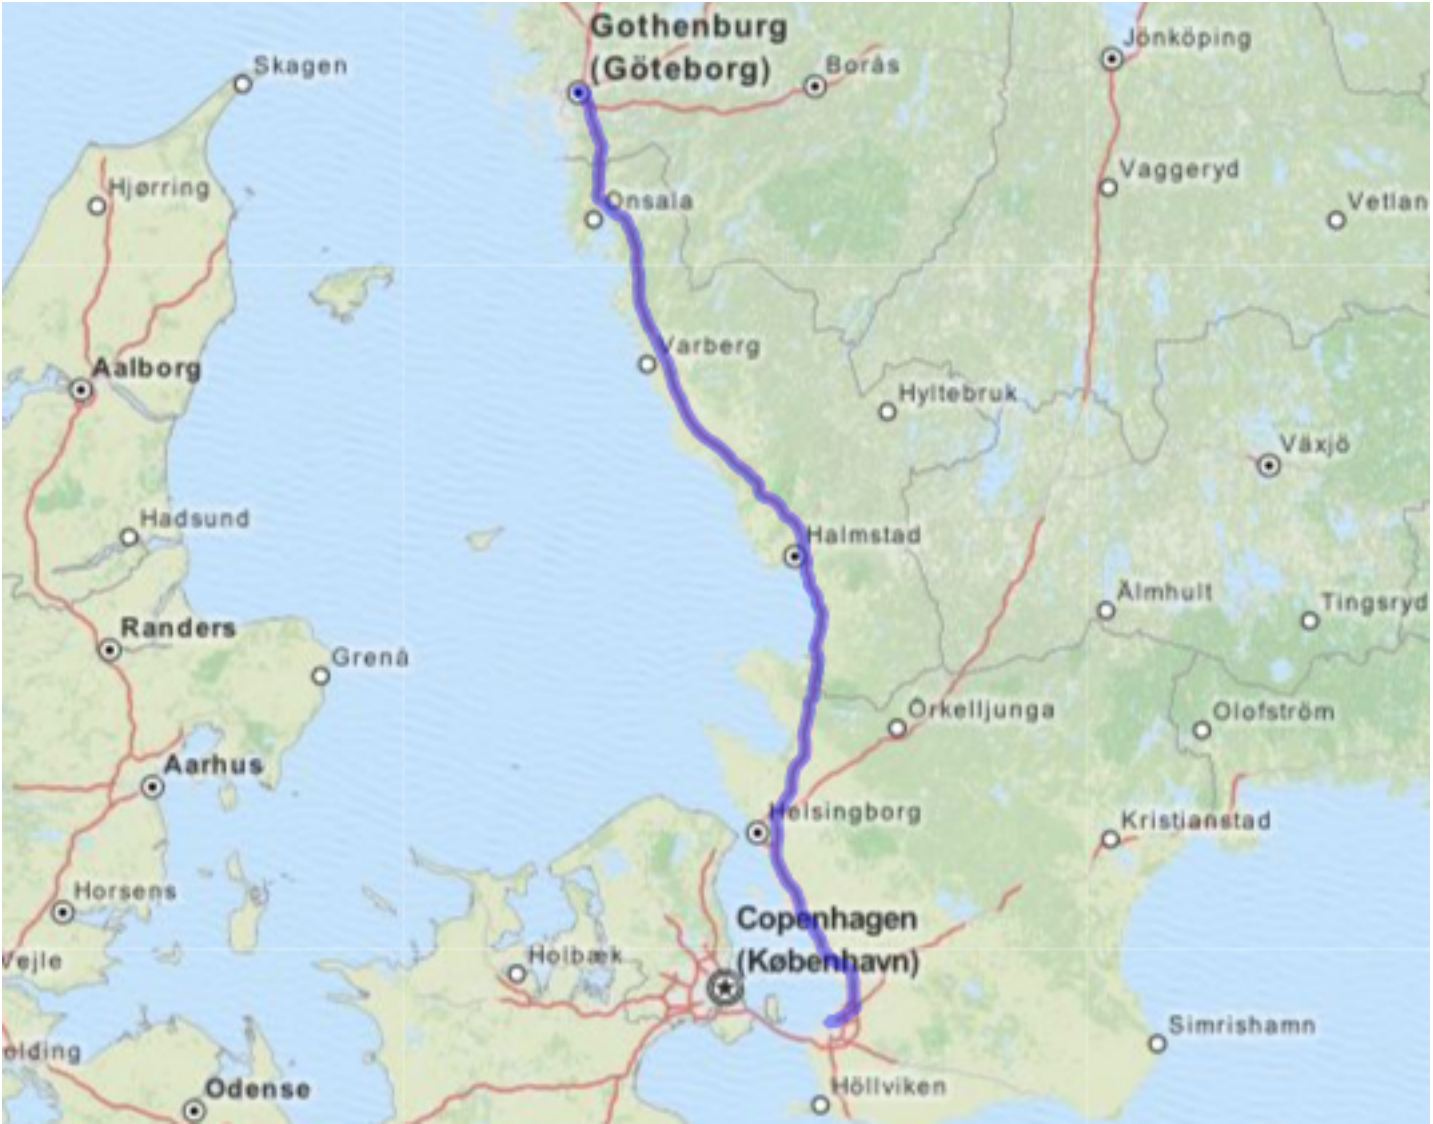 Gothenburg
(Göteborg)
Skagen
Borås
Jönköping
Hjørring
Onsala
Vaggeryd
Vetlan
Varberg
Aalborg
Hyltebruk
Växjö
Hadsund
Halmstad
Älmhult
Tingsryd
Randers
Grenå
Örkelljunga
Olofström
Aarhus
Helsingborg
Kristianstad
Horsens
Copenhagen
(København)
Vejle
Holbæk
Simrishamn
olding
Odense
Höllviken